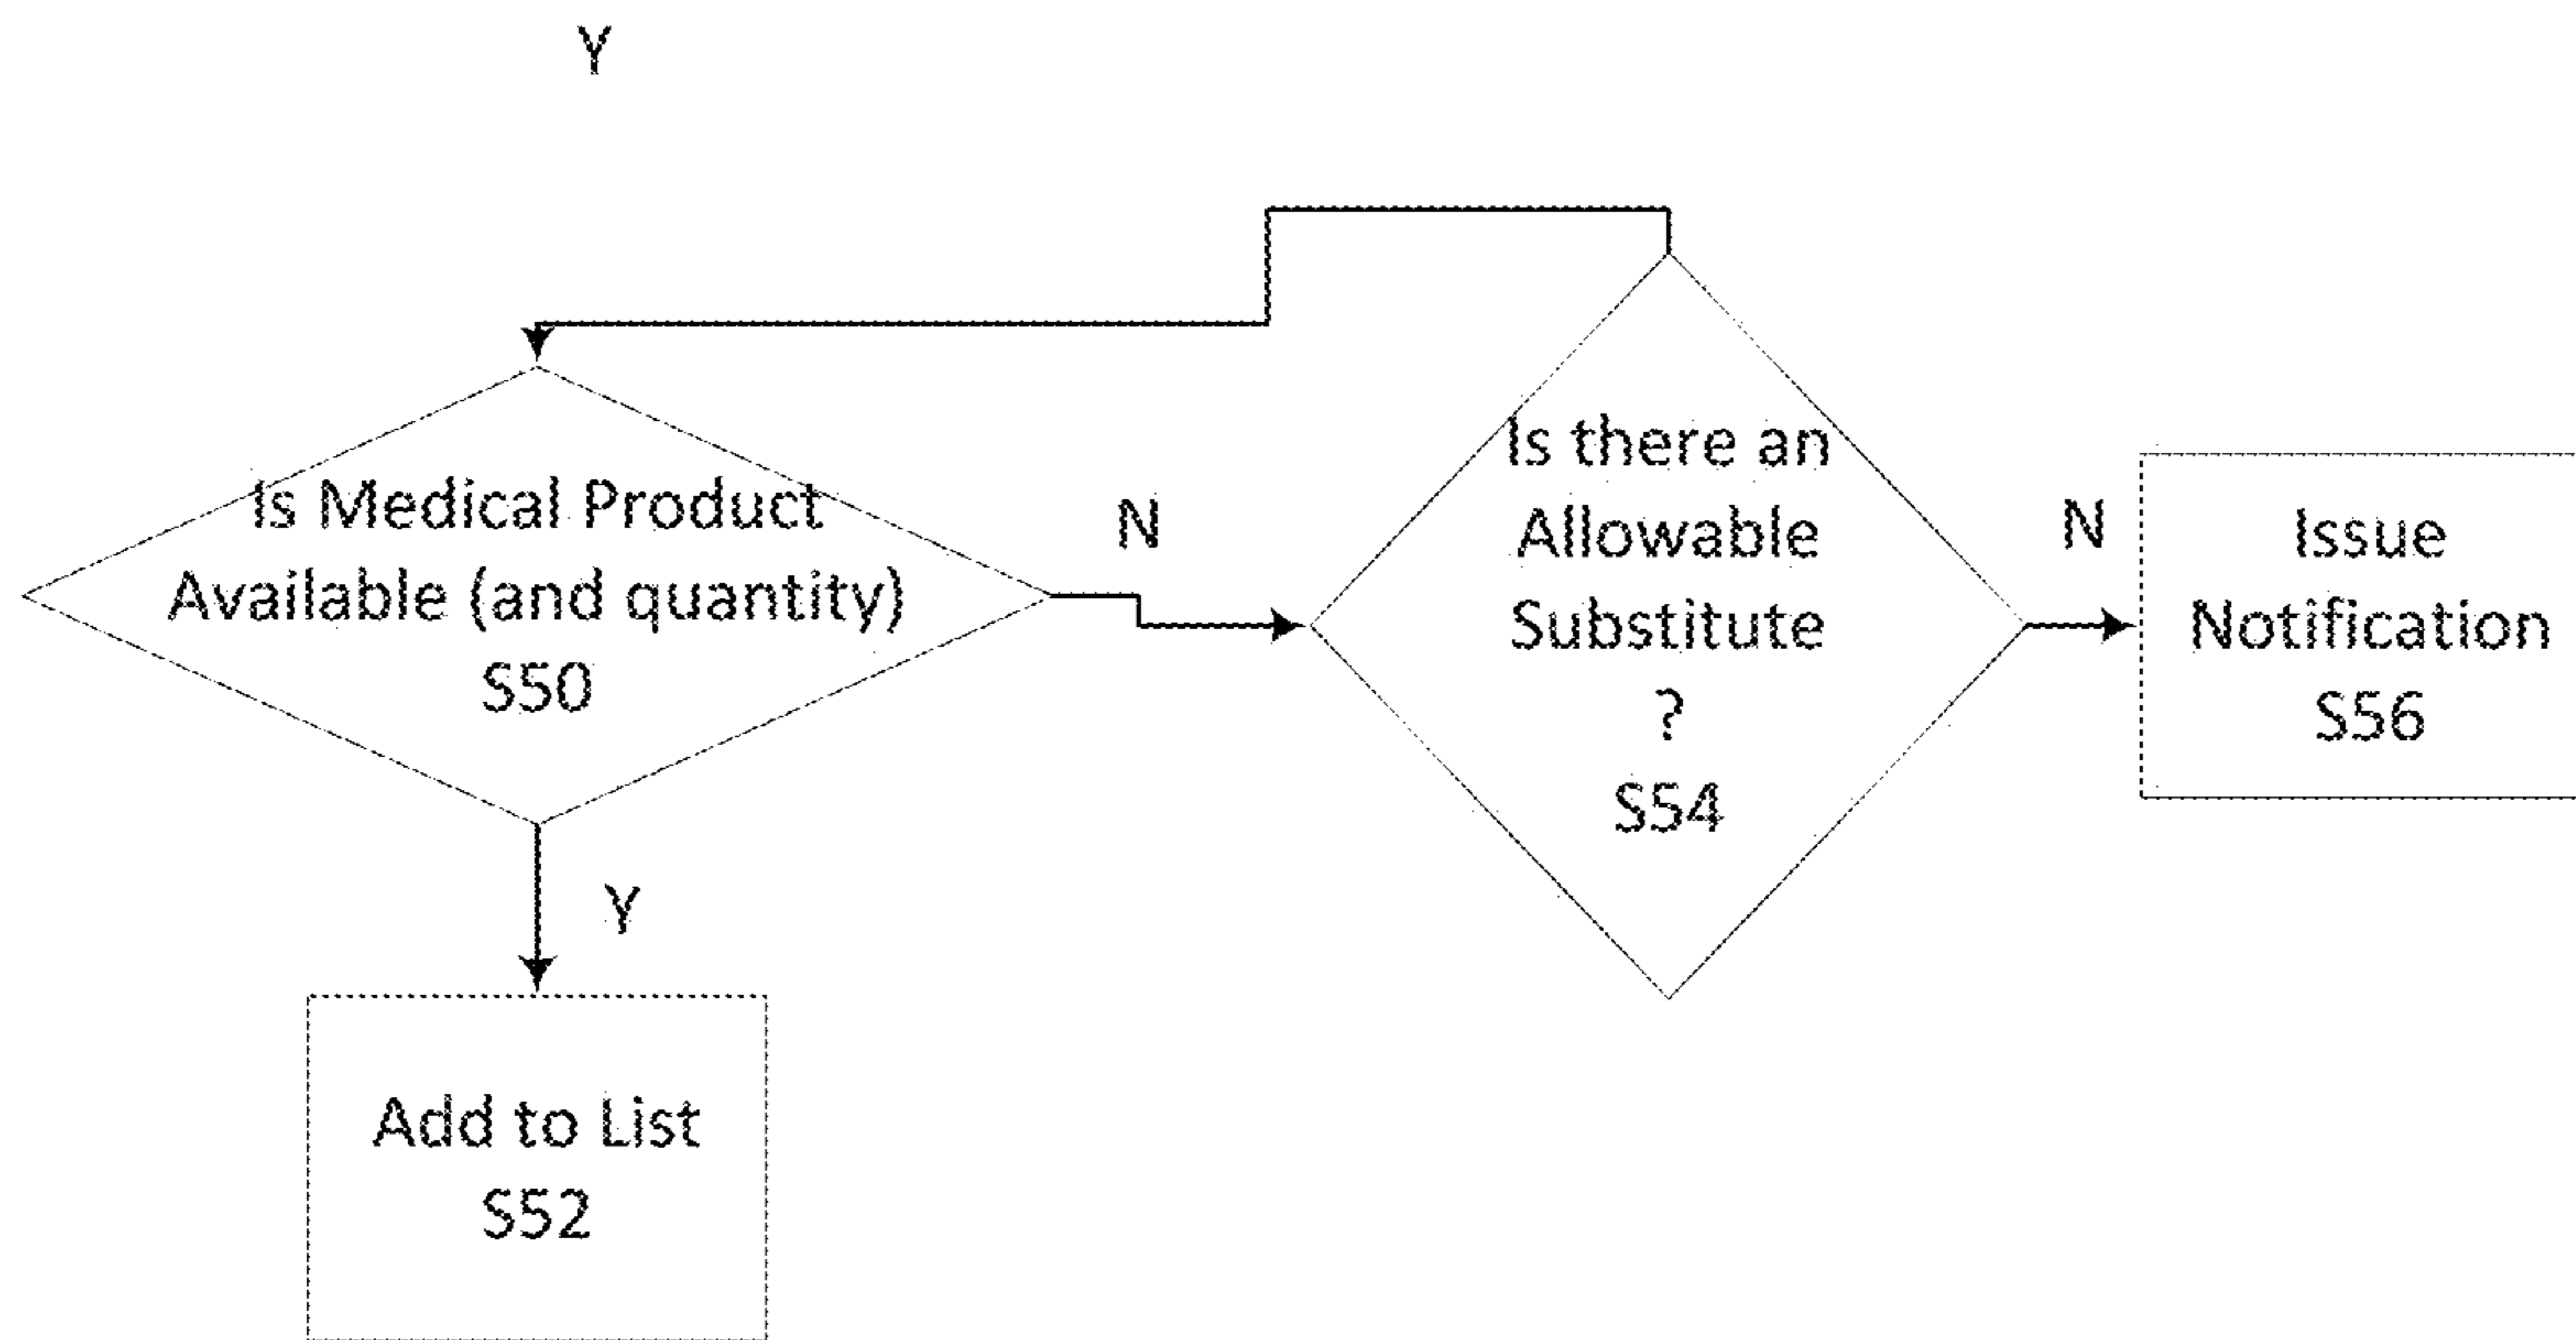 Y
Is Medical Product
Available (and quantity)
S50
N
Is there an
Allowable
Substitute
?
S54
N
Issue
Notification
S56
Y
Add to List
S52